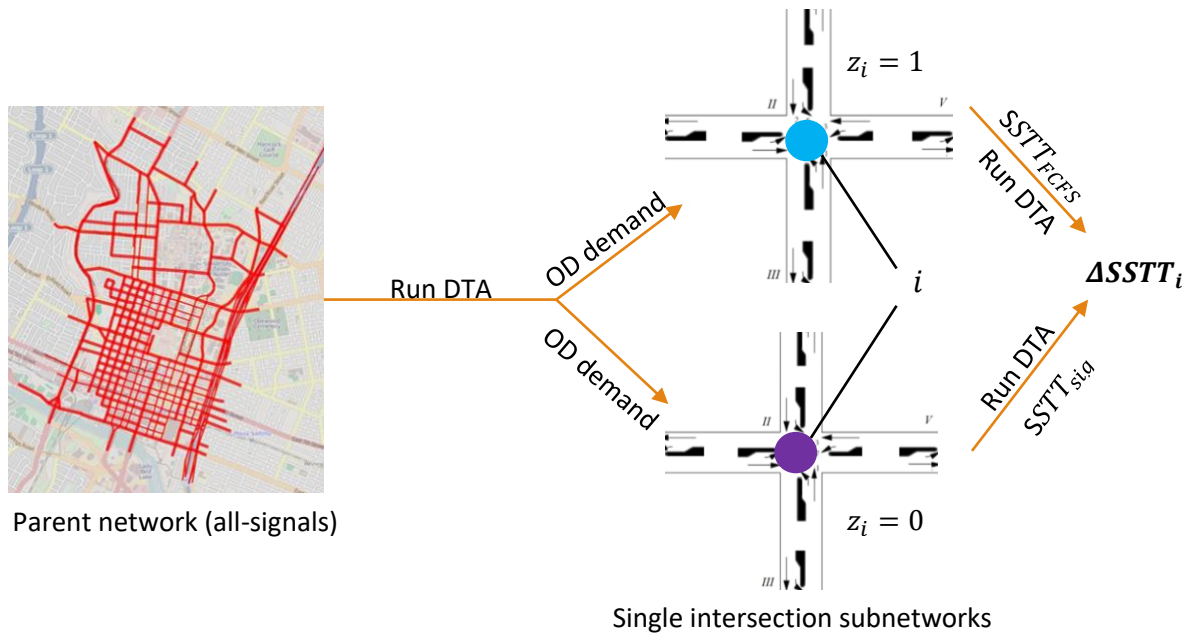 z_i = 1
II
V
SSTT_FCFS
Run DTA
OD demand
III
Run DTA
i
ΔSSTT_i
OD demand
Run DTA
SSTT_sig
II
V
z_i = 0
III
Parent network (all-signals)
Single intersection subnetworks